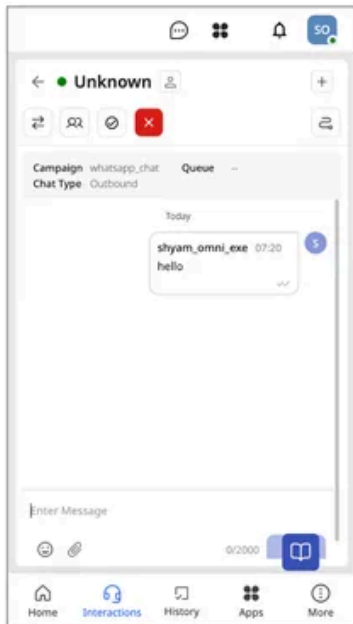 SO
Unknown
Campaign whatsapp_chat Queue --
Chat Type Outbound
Today
shyam_omni_exe 07:20
S
hello
Enter Message
0/2000
Home Interactions History Apps More